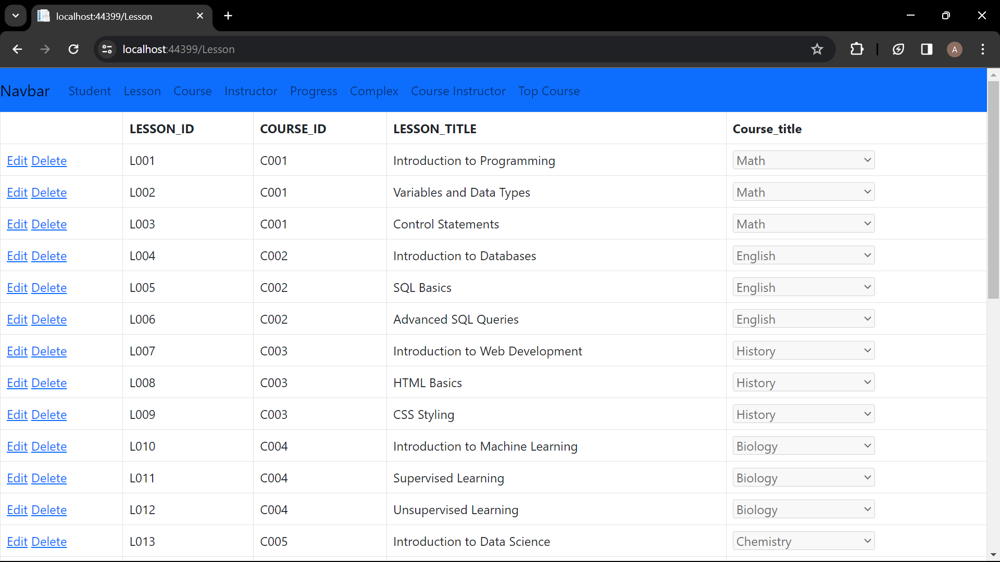 localhost:44399/Lesson
localhost:44399/Lesson
A
Navbar Student Lesson Course Instructor Progress Complex Course Instructor Top Course
LESSON_ID COURSE_ID LESSON_TITLE Course_title
Edit Delete L001 C001 Introduction to Programming Math
Edit Delete L002 C001 Variables and Data Types Math
Edit Delete L003 C001 Control Statements Math
Edit Delete L004 C002 Introduction to Databases English
Edit Delete L005 C002 SQL Basics English
Edit Delete L006 C002 Advanced SQL Queries English
Edit Delete L007 C003 Introduction to Web Development History
Edit Delete L008 C003 HTML Basics History
Edit Delete L009 C003 CSS Styling History
Edit Delete L010 C004 Introduction to Machine Learning Biology
Edit Delete L011 C004 Supervised Learning Biology
Edit Delete L012 C004 Unsupervised Learning Biology
Edit Delete L013 C005 Introduction to Data Science Chemistry